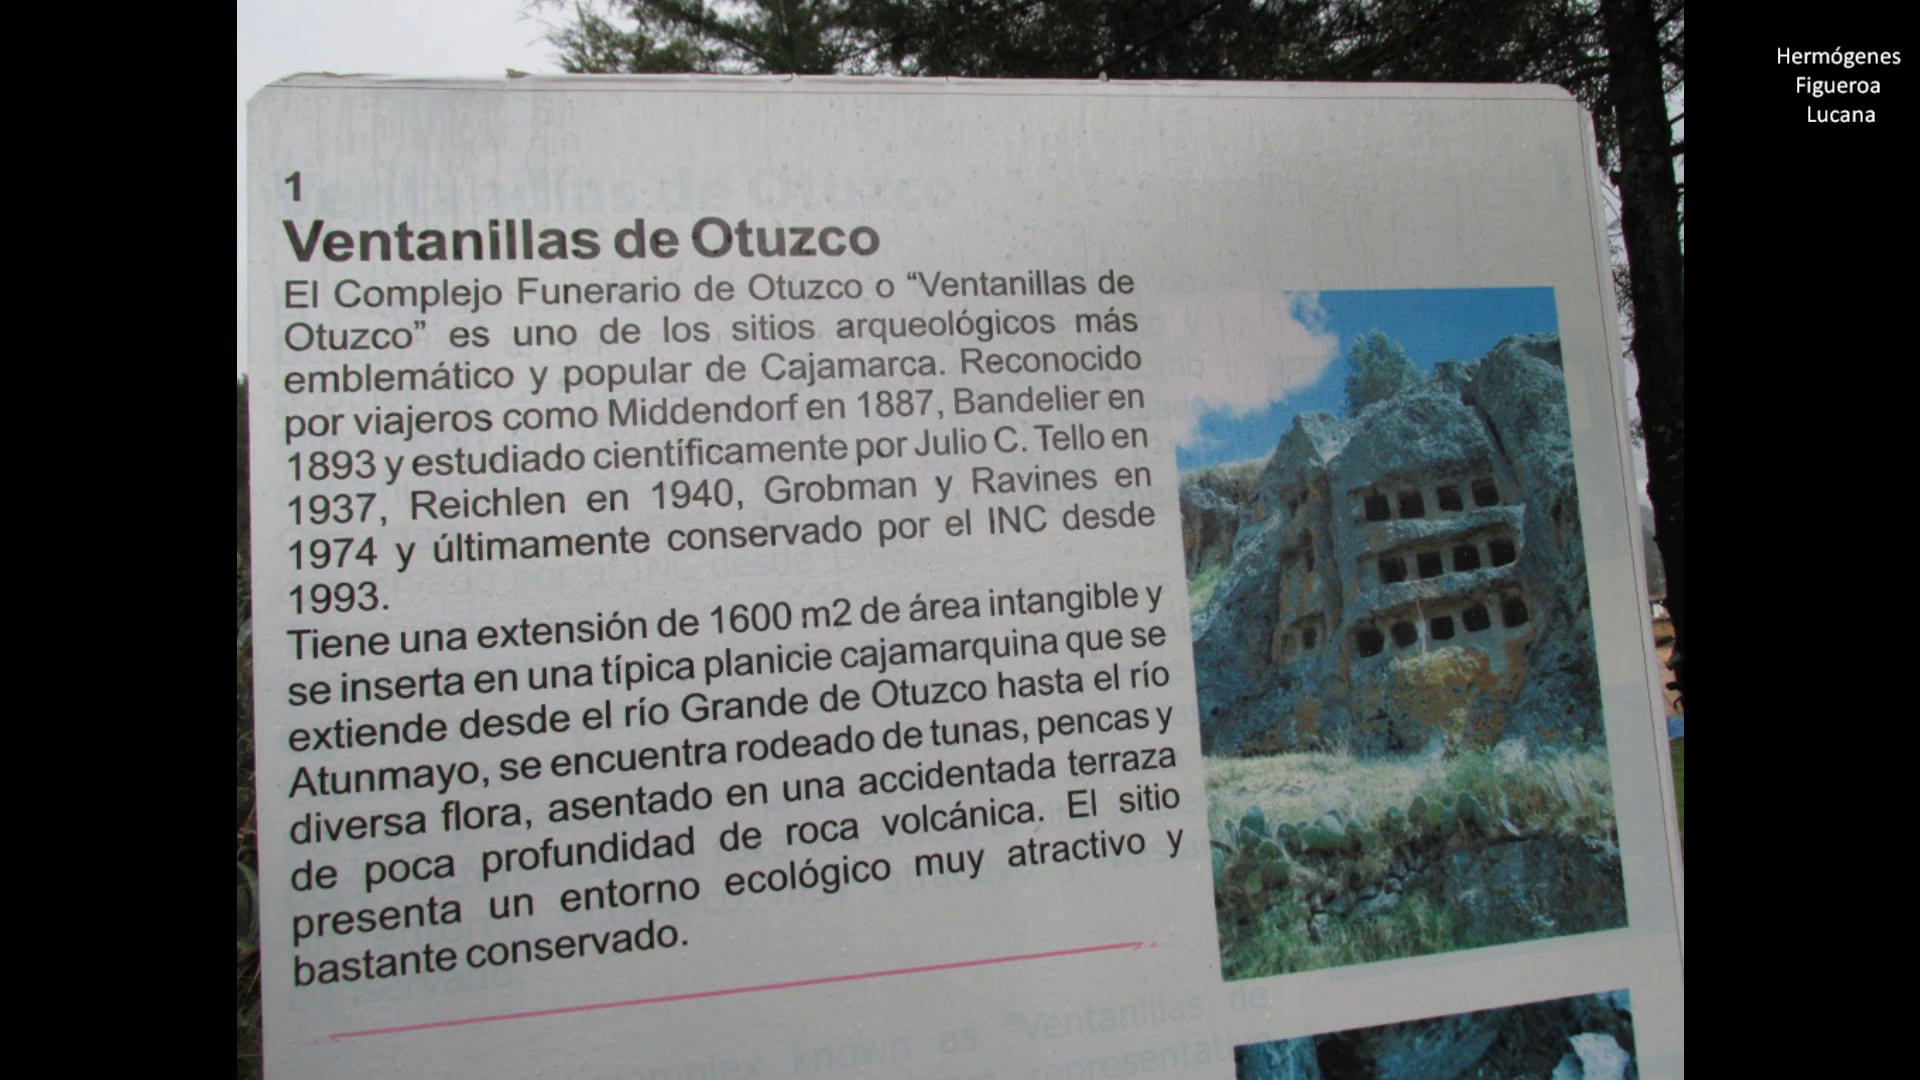 Hermógenes
Figueroa
Lucana
1
Ventanillas de Otuzco
El Complejo Funerario de Otuzco o “Ventanillas de
Otuzco” es uno de los sitios arqueológicos más
emblemático y popular de Cajamarca. Reconocido
por viajeros como Middendorf en 1887, Bandelier en
1893 y estudiado científicamente por Julio C. Tello en
1937, Reichlen en 1940, Grobman y Ravines en
1974 y últimamente conservado por el INC desde
1993.
Tiene una extensión de 1600 m2 de área intangible y
se inserta en una típica planicie cajamarquina que se
extiende desde el río Grande de Otuzco hasta el río
Atunmayo, se encuentra rodeado de tunas, pencas y
diversa flora, asentado en una accidentada terraza
de poca profundidad de roca volcánica. El sitio
presenta un entorno ecológico muy atractivo y
bastante conservado.
complex known as “Ventanillas de